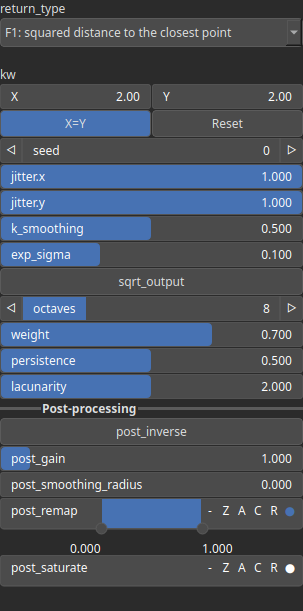 return_type
F1: squared distance to the closest point
kw
X 2.00 Y 2.00
X=Y Reset
seed 0
jitter.x 1.000
jitter.y 1.000
k_smoothing 0.500
exp_sigma 0.100
sqrt_output
octaves 8
weight 0.700
persistence 0.500
lacunarity 2.000
Post-processing
post_inverse
post_gain 1.000
post_smoothing_radius 0.000
post_remap - Z A C R
0.000 1.000
post_saturate - Z A C R